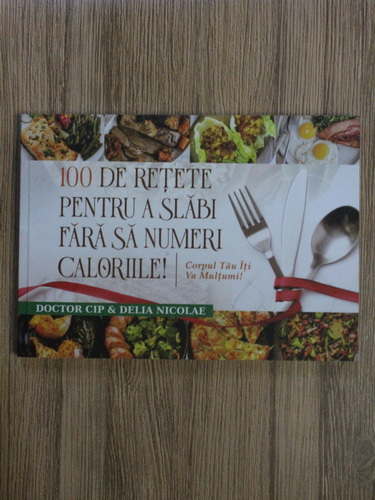 100 DE REȚETE
PENTRU A SLĂBI
FĂRĂ SĂ NUMERI
CALORIILE!
Corpul Tău Îți
Va Mulțumi!
DOCTOR CIP & DELIA NICOLAE